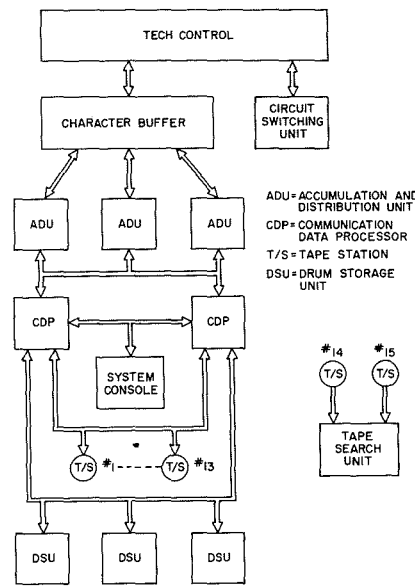 TECH CONTROL
CHARACTER BUFFER
CIRCUIT
SWITCHING
UNIT
ADU
ADU
ADU
ADU=ACCUMULATION AND
DISTRIBUTION UNIT
CDP=COMMUNICATION
DATA PROCESSOR
T/S=TAPE STATION
DSU=DRUM STORAGE
UNIT
CDP
CDP
SYSTEM
CONSOLE
#14
#15
T/S
T/S
TAPE
SEARCH
UNIT
T/S #1 ----- T/S #13
DSU
DSU
DSU